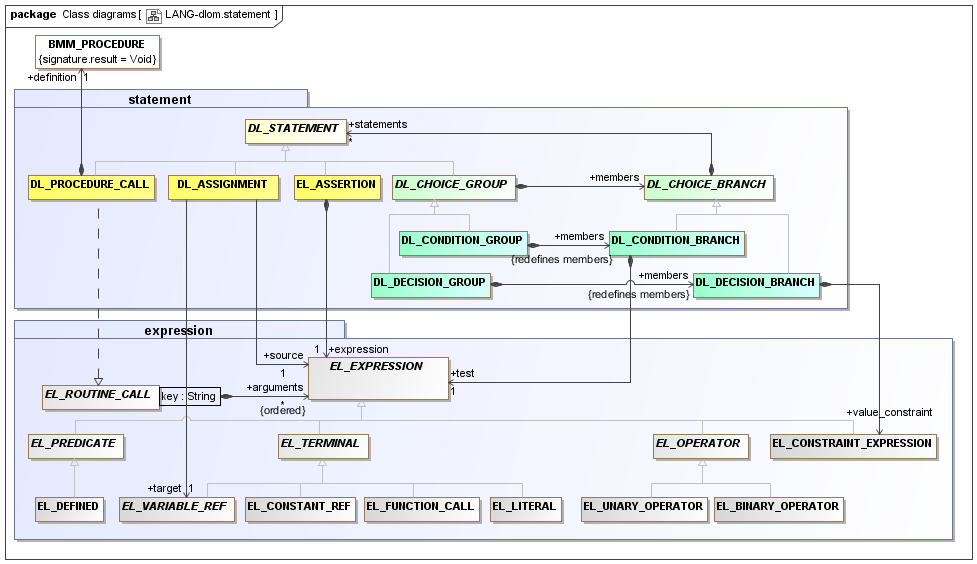 package Class diagrams [ LANG-dlom.statement ]
BMM_PROCEDURE
{signature.result = Void}
+definition 1
statement
DL_STATEMENT
+statements
*
DL_PROCEDURE_CALL
DL_ASSIGNMENT
EL_ASSERTION
DL_CHOICE_GROUP
+members
DL_CHOICE_BRANCH
DL_CONDITION_GROUP
+members
{redefines members}
DL_CONDITION_BRANCH
DL_DECISION_GROUP
+members
{redefines members}
DL_DECISION_BRANCH
expression
1 +expression
+source
1
EL_EXPRESSION
+test
1
EL_ROUTINE_CALL
key : String
+arguments
*
{ordered}
+value_constraint
EL_PREDICATE
EL_TERMINAL
EL_OPERATOR
EL_CONSTRAINT_EXPRESSION
+target 1
EL_DEFINED
EL_VARIABLE_REF
EL_CONSTANT_REF
EL_FUNCTION_CALL
EL_LITERAL
EL_UNARY_OPERATOR
EL_BINARY_OPERATOR